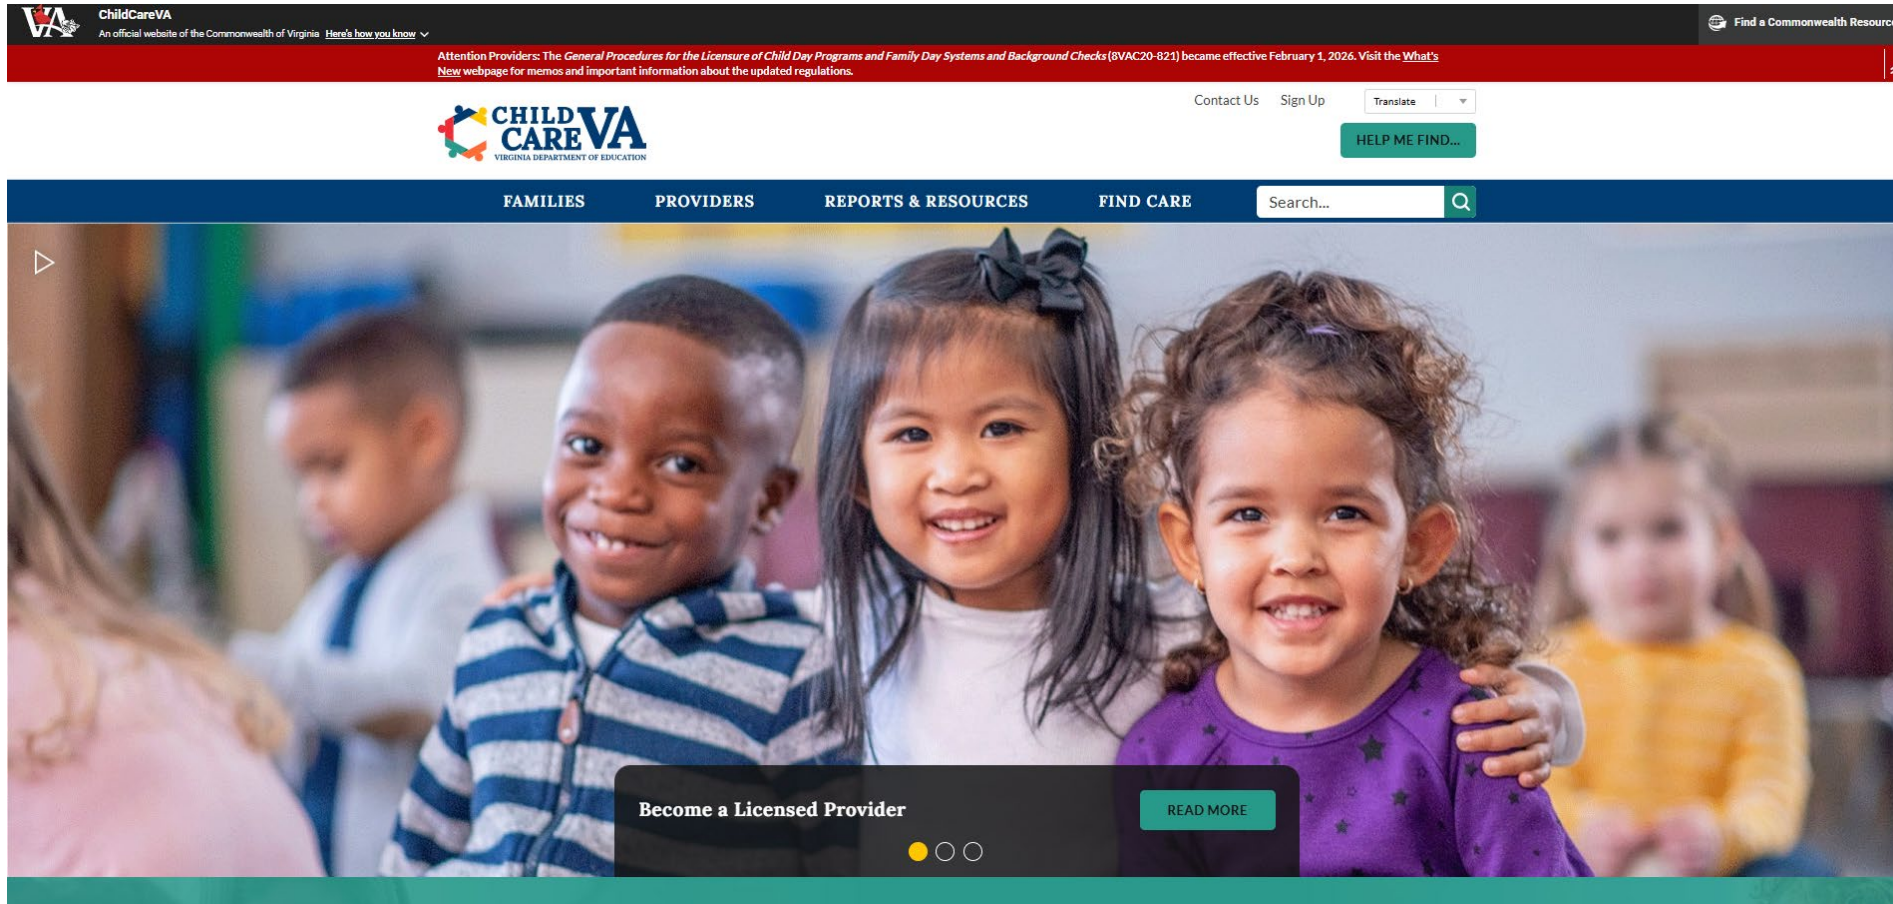 VA
ChildCareVA
An official website of the Commonwealth of Virginia Here's how you know
Find a Commonwealth Resource
Attention Providers: The General Procedures for the Licensure of Child Day Programs and Family Day Systems and Background Checks (8VAC20-821) became effective February 1, 2026. Visit the What's
New webpage for memos and important information about the updated regulations.
CHILD
CARE VA
VIRGINIA DEPARTMENT OF EDUCATION
Contact Us Sign Up Translate
HELP ME FIND...
FAMILIES PROVIDERS REPORTS & RESOURCES FIND CARE Search...
Become a Licensed Provider READ MORE